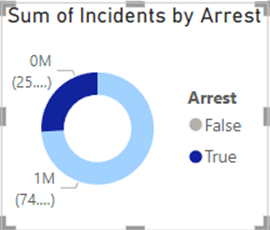 Sum of Incidents by Arrest
0M
(25....)
Arrest
False
True
1M
(74....)